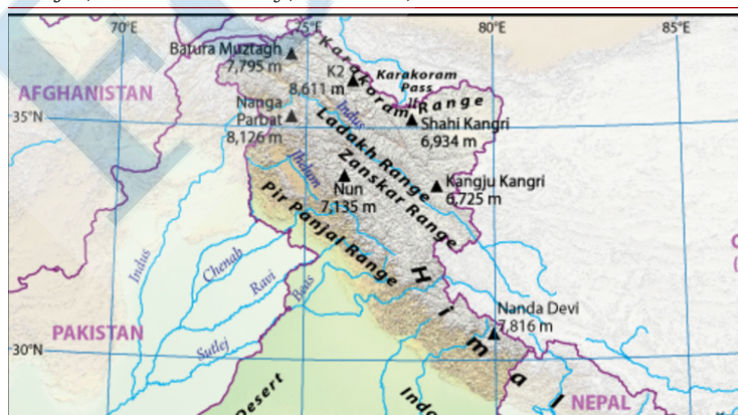 70°E
75°E
80°E
85°E
Batura Muztagh
7,795 m
K2
8,611 m
Karakoram
Pass
Karakoram Range
AFGHANISTAN
Nanga
Parbat
8,126 m
Indus
35°N
Shahi Kangri
6,934 m
Ladakh Range
Zanskar Range
Jhelum
Nun
7,135 m
Kangju Kangri
6,725 m
Pir Panjal Range
Indus
Chenab
Ravi
Beas
Sutlej
Himal
Nanda Devi
7,816 m
PAKISTAN
30°N
Desert
Indo
NEPAL